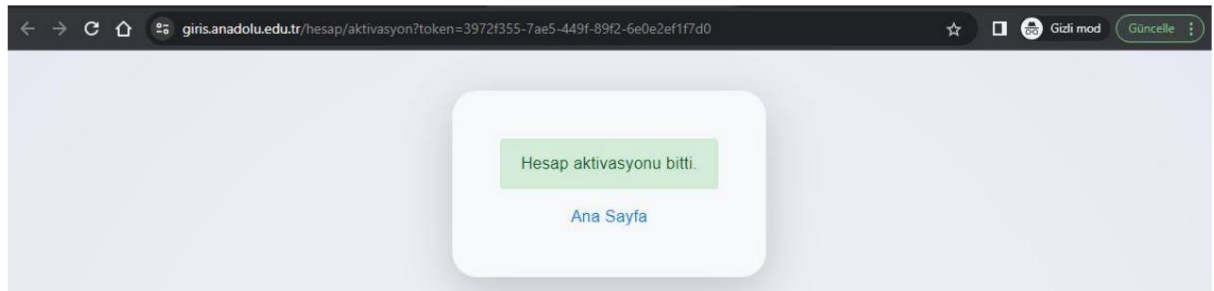 giris.anadolu.edu.tr/hesap/aktivasyon?token=3972f355-7ae5-449f-89f2-6e0e2ef1f7d0 Gizli mod Güncelle
Hesap aktivasyonu bitti.
Ana Sayfa